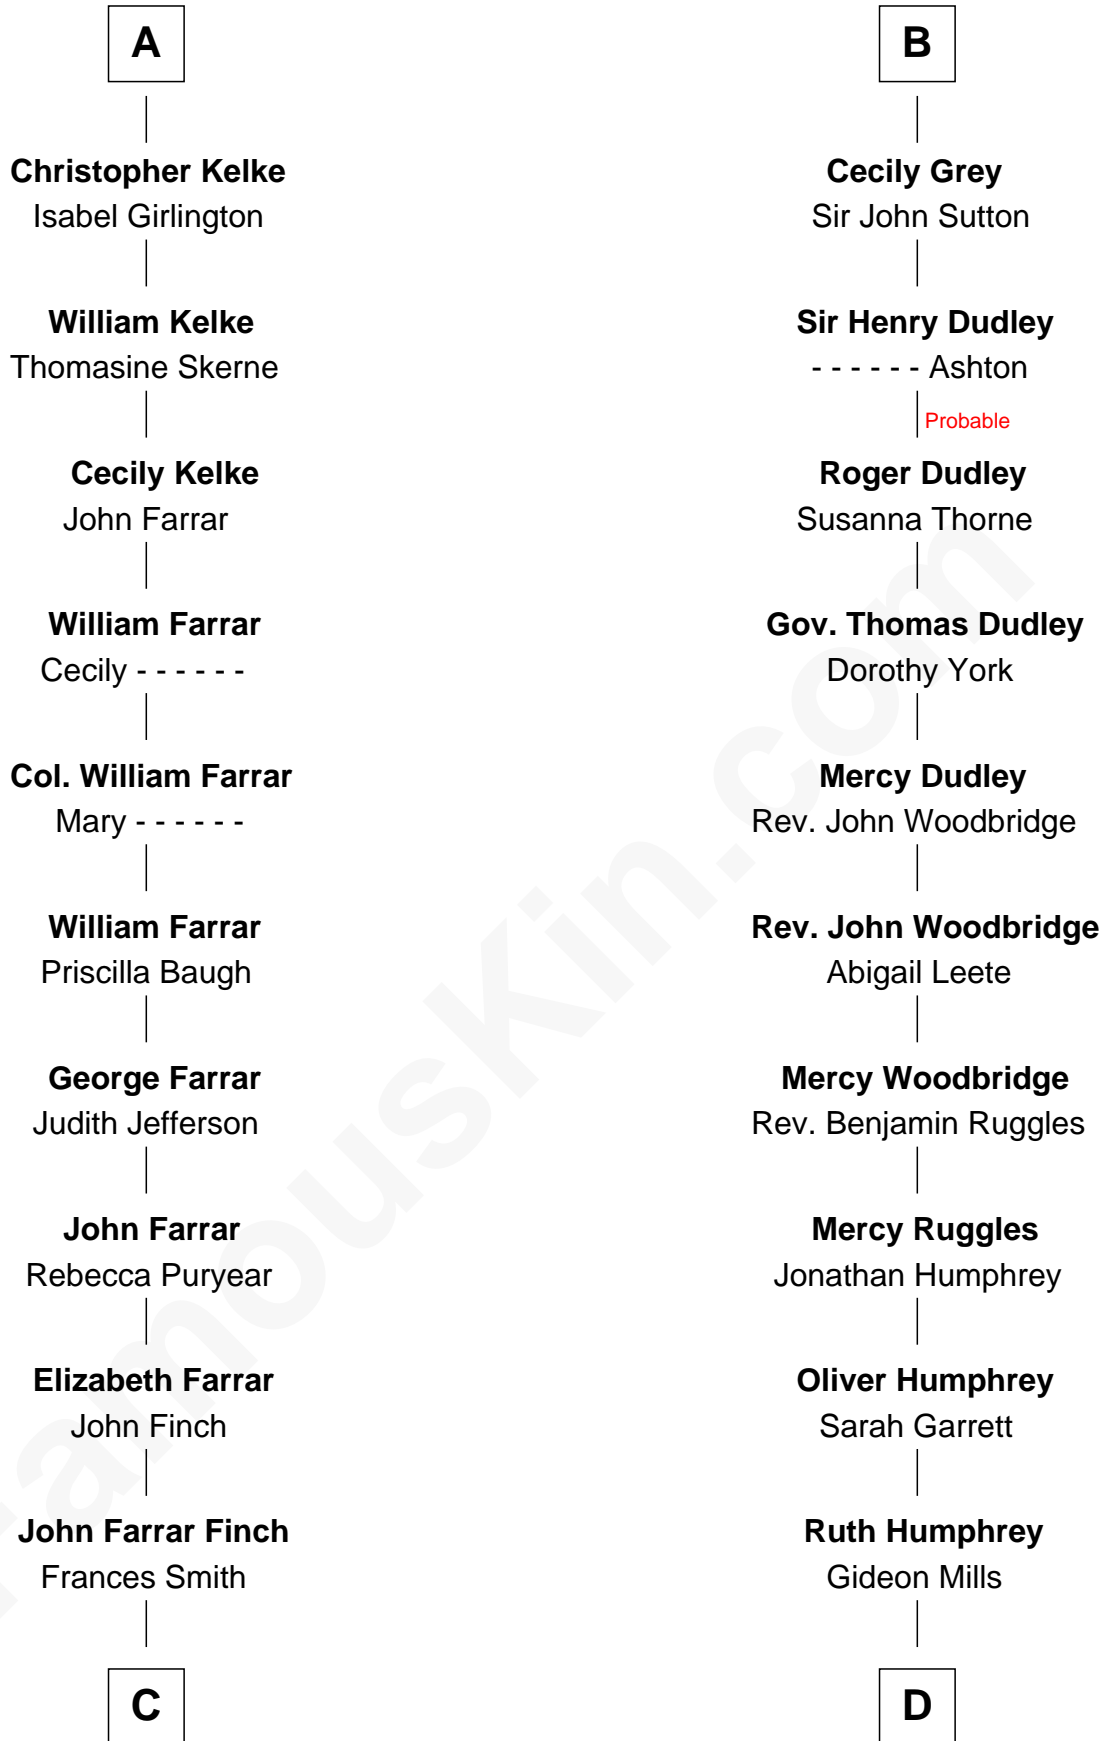 A
Christopher Kelke
Isabel Girlington
William Kelke
Thomasine Skerne
Cecily Kelke
John Farrar
William Farrar
Cecily - - - - - -
Col. William Farrar
Mary - - - - - -
William Farrar
Priscilla Baugh
George Farrar
Judith Jefferson
John Farrar
Rebecca Puryear
Elizabeth Farrar
John Finch
John Farrar Finch
Frances Smith
C
B
Cecily Grey
Sir John Sutton
Sir Henry Dudley
- - - - - - Ashton
Probable
Roger Dudley
Susanna Thorne
Gov. Thomas Dudley
Dorothy York
Mercy Dudley
Rev. John Woodbridge
Rev. John Woodbridge
Abigail Leete
Mercy Woodbridge
Rev. Benjamin Ruggles
Mercy Ruggles
Jonathan Humphrey
Oliver Humphrey
Sarah Garrett
Ruth Humphrey
Gideon Mills
D
FamousKin.com